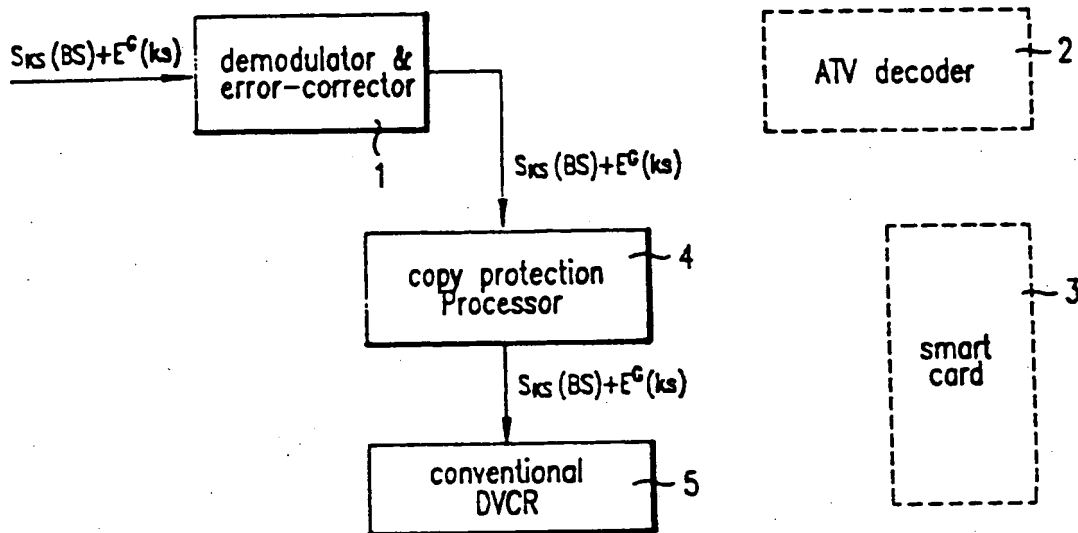 S_KS(BS)+E^G(ks)
demodulator &
error-corrector
1
ATV decoder
2
S_KS(BS)+E^G(ks)
copy protection
Processor
4
smart
card
3
S_KS(BS)+E^G(ks)
conventional
DVCR
5